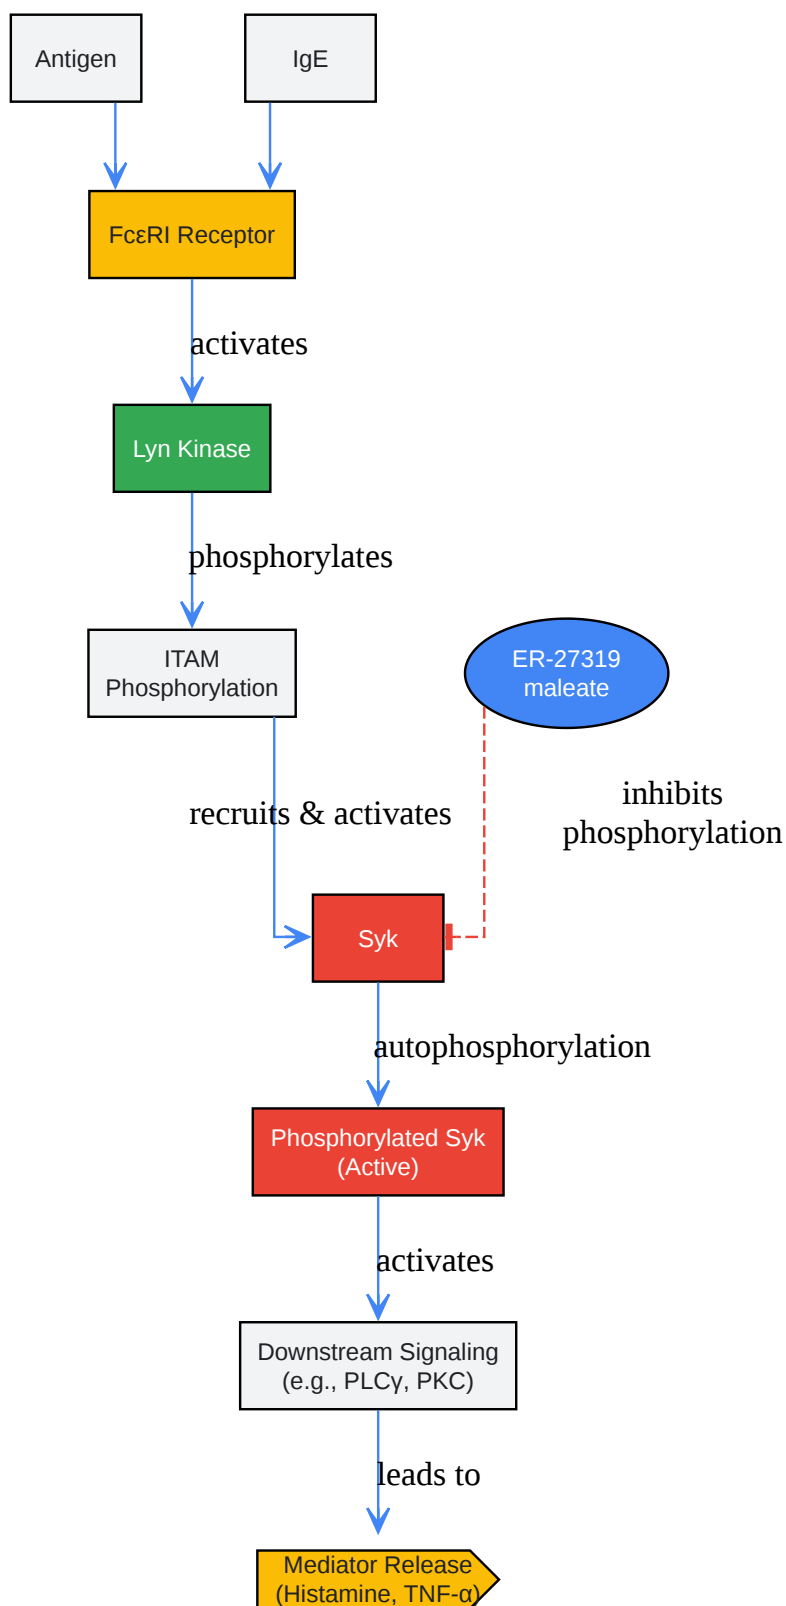 Antigen
IgE
FcεRI Receptor
activates
Lyn Kinase
phosphorylates
ITAM
Phosphorylation
ER-27319
maleate
recruits & activates
inhibits
phosphorylation
Syk
autophosphorylation
Phosphorylated Syk
(Active)
activates
Downstream Signaling
(e.g., PLCγ, PKC)
leads to
Mediator Release
(Histamine, TNF-α)